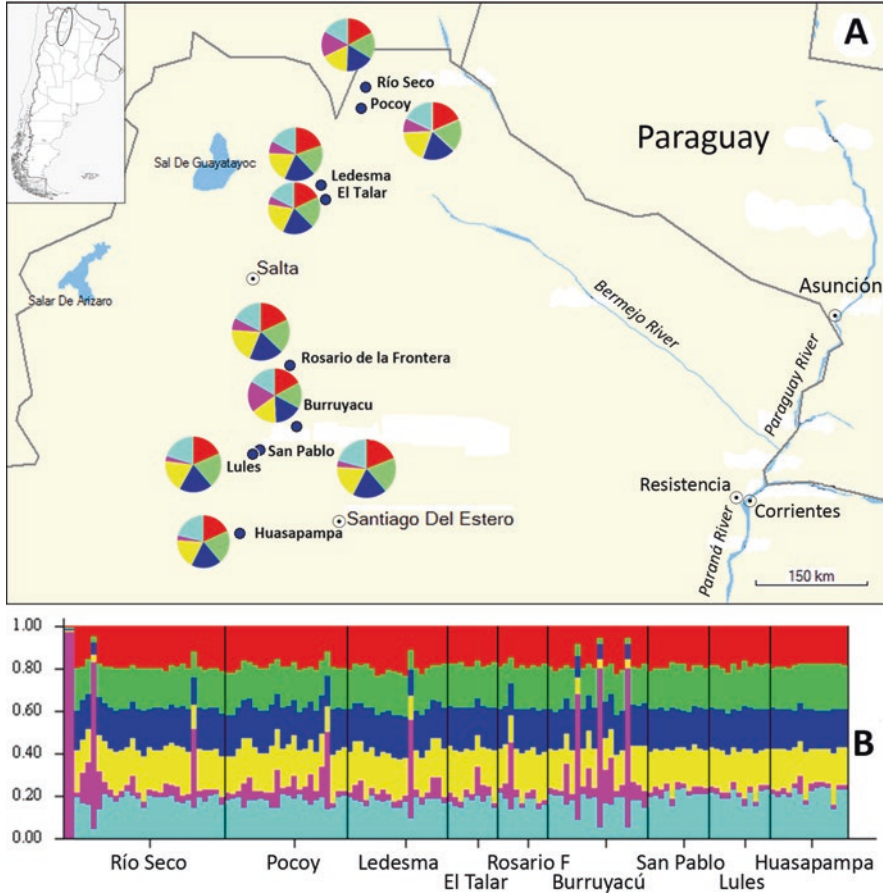 A
Río Seco
Pocoy
Paraguay
Sal De Guayatayoc
Ledesma
El Talar
Salta
Salar De Arizaro
Asunción
Bermejo River
Paraguay River
Rosario de la Frontera
Burruyacu
San Pablo
Lules
Resistencia
Corrientes
Santiago Del Estero
Huasapampa
Paraná River
150 km
1.00
0.80
0.60
0.40
0.20
0.00
B
Río Seco
Pocoy
Ledesma
El Talar
Rosario F
Burruyacú
San Pablo
Lules
Huasapampa